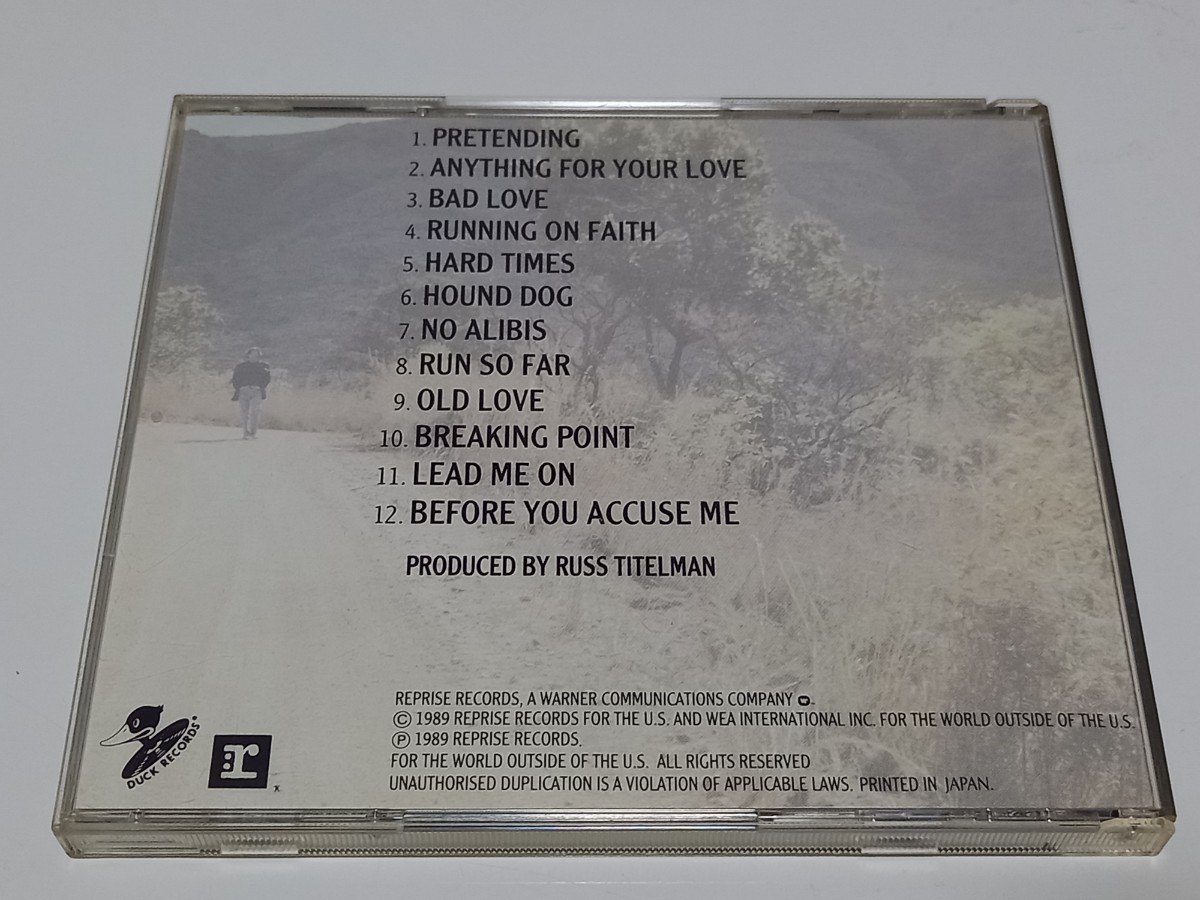 1. PRETENDING
2. ANYTHING FOR YOUR LOVE
3. BAD LOVE
4. RUNNING ON FAITH
5. HARD TIMES
6. HOUND DOG
7. NO ALIBIS
8. RUN SO FAR
9. OLD LOVE
10. BREAKING POINT
11. LEAD ME ON
12. BEFORE YOU ACCUSE ME
PRODUCED BY RUSS TITELMAN
REPRISE RECORDS, A WARNER COMMUNICATIONS COMPANY
© 1989 REPRISE RECORDS FOR THE U.S. AND WEA INTERNATIONAL INC. FOR THE WORLD OUTSIDE OF THE U.S.
℗ 1989 REPRISE RECORDS.
FOR THE WORLD OUTSIDE OF THE U.S. ALL RIGHTS RESERVED
UNAUTHORISED DUPLICATION IS A VIOLATION OF APPLICABLE LAWS. PRINTED IN JAPAN.
DUCK RECORDS®
:r